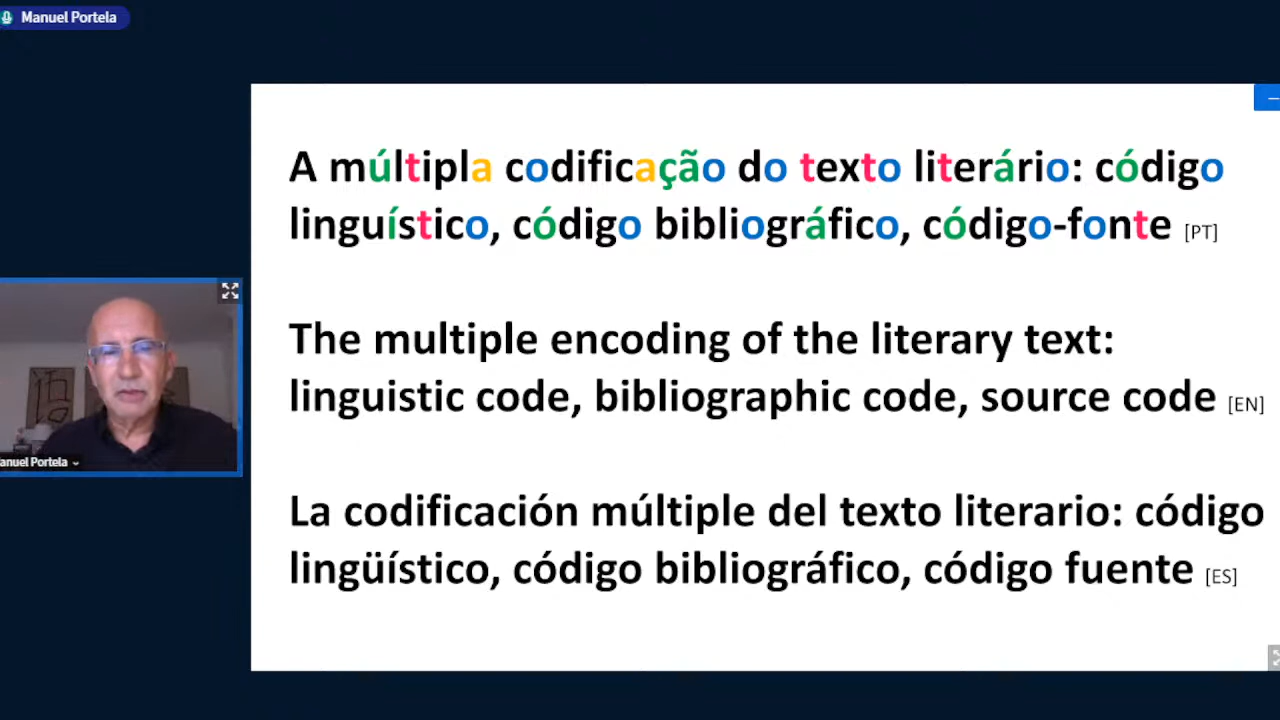 Manuel Portela
A múltipla codificação do texto literário: código
linguístico, código bibliográfico, código-fonte [PT]
The multiple encoding of the literary text:
linguistic code, bibliographic code, source code [EN]
anuel Portela
La codificación múltiple del texto literario: código
lingüístico, código bibliográfico, código fuente [ES]